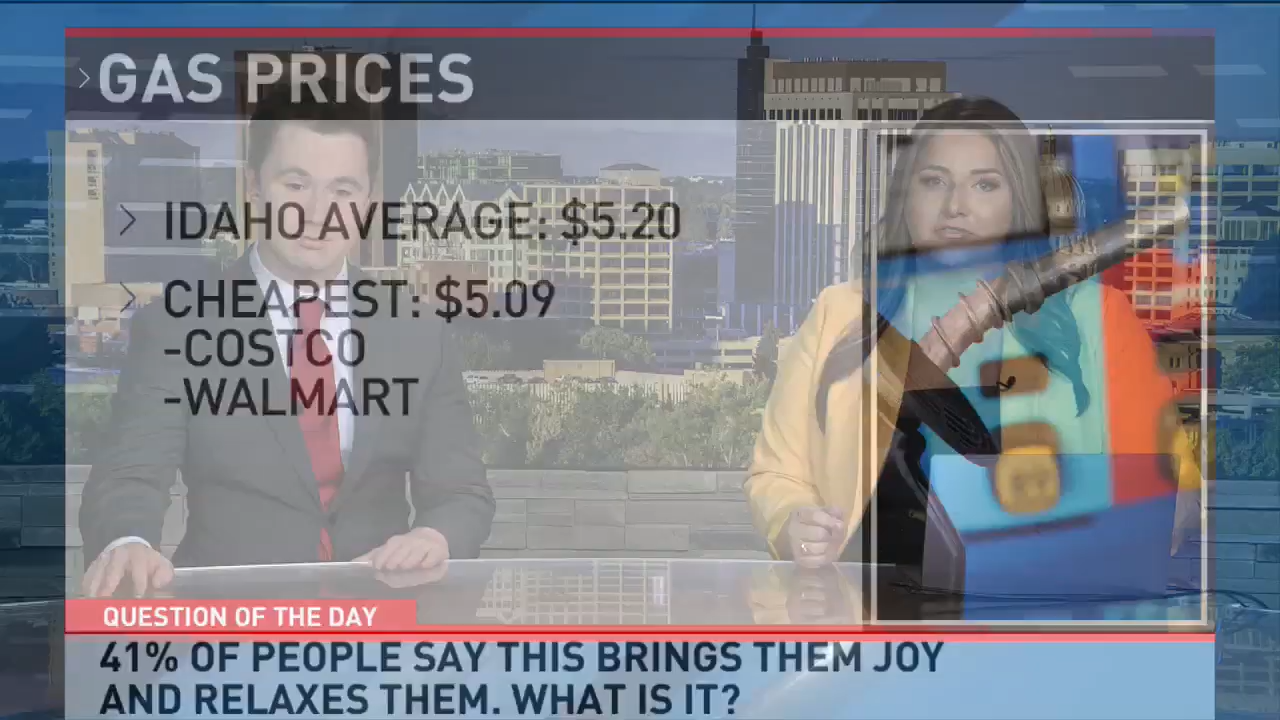 GAS PRICES
IDAHO AVERAGE: $5.20
CHEAPEST: $5.09
-COSTCO
-WALMART
QUESTION OF THE DAY
41% OF PEOPLE SAY THIS BRINGS THEM JOY
AND RELAXES THEM. WHAT IS IT?